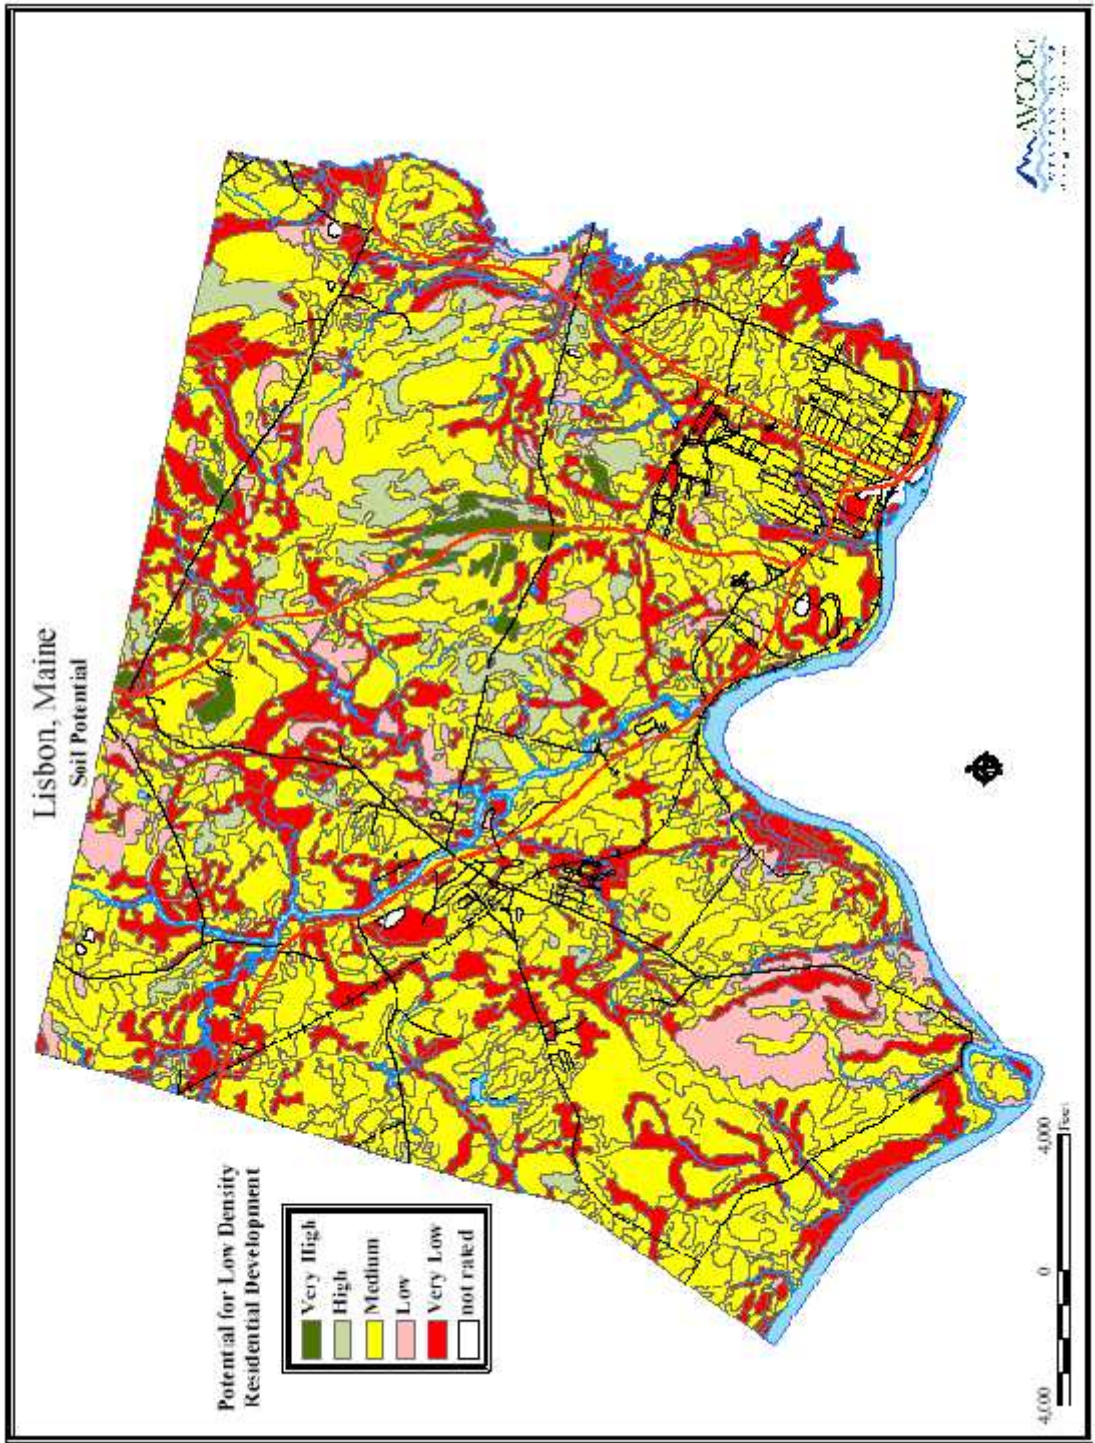 Lisbon, Maine
Soil Potential
Potential for Low Density
Residential Development
Very High
High
Medium
Low
Very Low
not rated
4,000
0
4,000
Feet
AVCOG